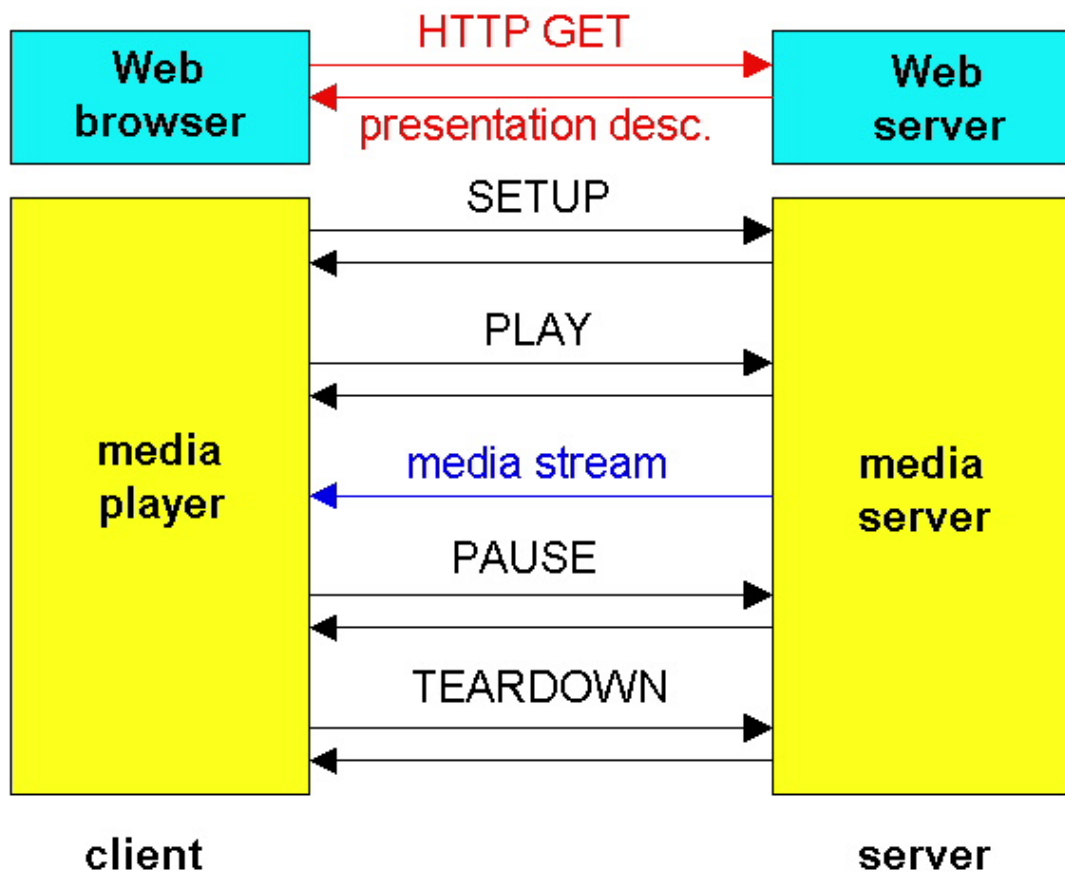 HTTP GET
Web
browser
Web
server
presentation desc.
SETUP
PLAY
media
player
media stream
media
server
PAUSE
TEARDOWN
client
server